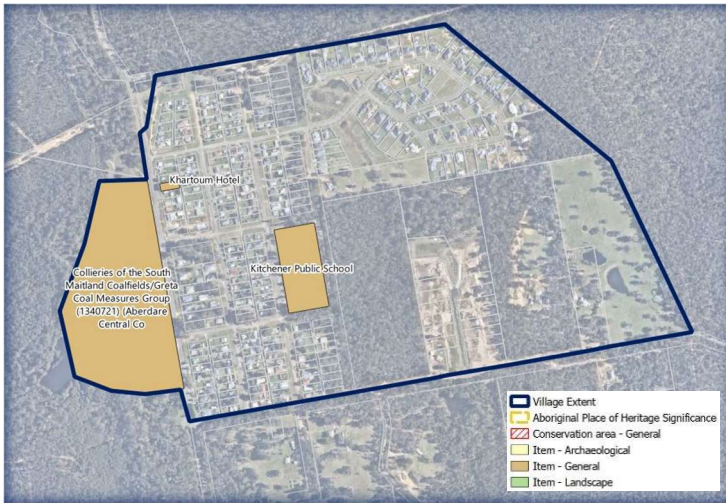 Khartoum Hotel
Kitchener Public School
Collieries of the South
Maitland Coalfields/Greta
Coal Measures Group
(1340721) (Aberdare
Central Co
Village Extent
Aboriginal Place of Heritage Significance
Conservation area - General
Item - Archaeological
Item - General
Item - Landscape